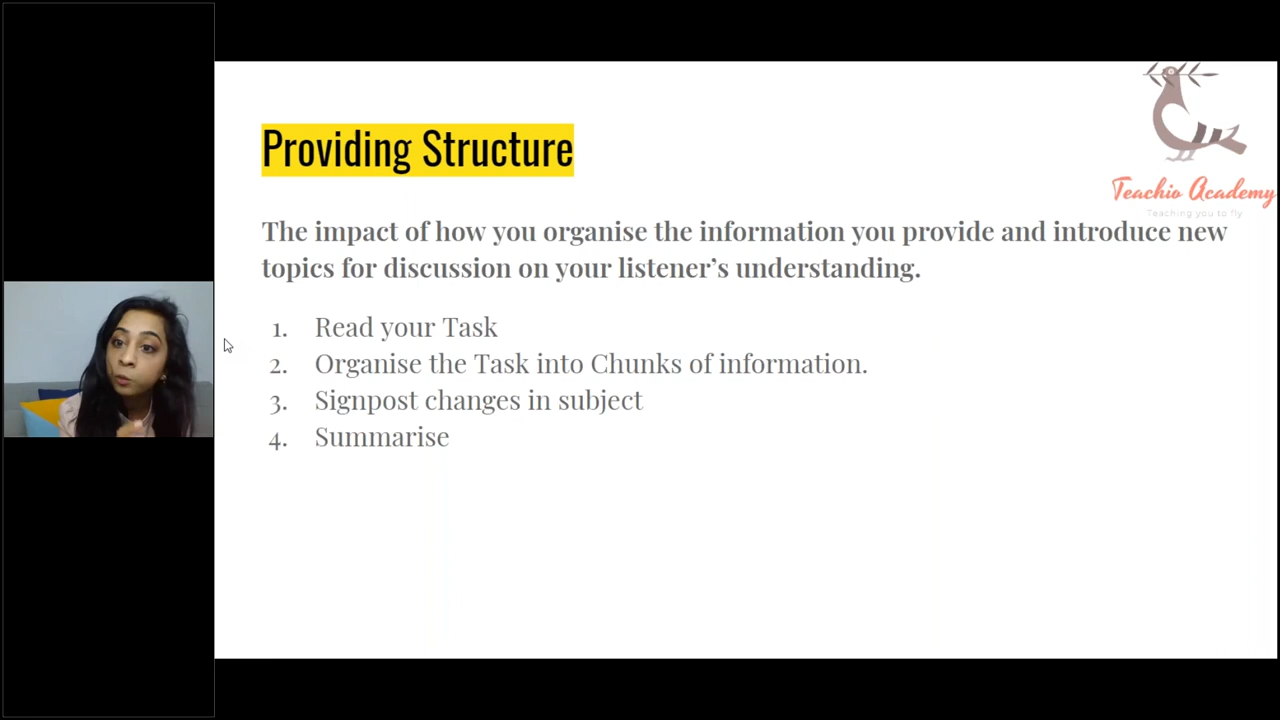 Providing Structure
Teachio Academy
Teaching you to fly
The impact of how you organise the information you provide and introduce new
topics for discussion on your listener’s understanding.
1. Read your Task
2. Organise the Task into Chunks of information.
3. Signpost changes in subject
4. Summarise